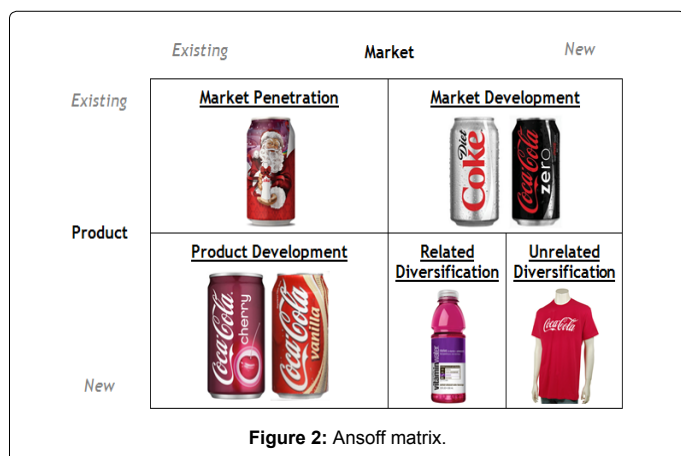 Existing Market New
Existing
Market Penetration
Market Development
Diet
Coke
Coca-Cola
zero
Product
Product Development
Coca-Cola
cherry
Coca-Cola
vanilla
Related
Diversification
vitaminwater
Unrelated
Diversification
Coca-Cola
New
Figure 2: Ansoff matrix.